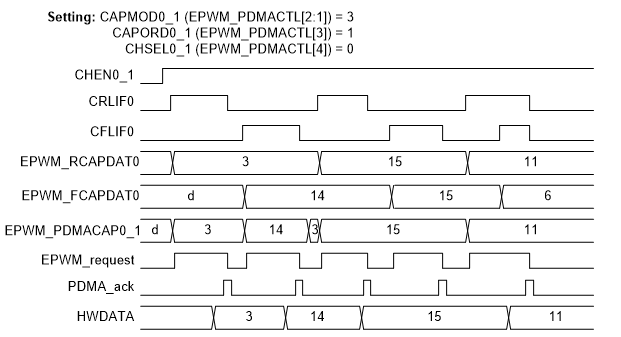 Setting: CAPMOD0_1 (EPWM_PDMACTL[2:1]) = 3
CAPORD0_1 (EPWM_PDMACTL[3]) = 1
CHSEL0_1 (EPWM_PDMACTL[4]) = 0
CHEN0_1
CRLIF0
CFLIF0
EPWM_RCAPDAT0 3 15 11
EPWM_FCAPDAT0 d 14 15 6
EPWM_PDMACAP0_1 d 3 14 3 15 11
EPWM_request
PDMA_ack
HWDATA 3 14 15 11